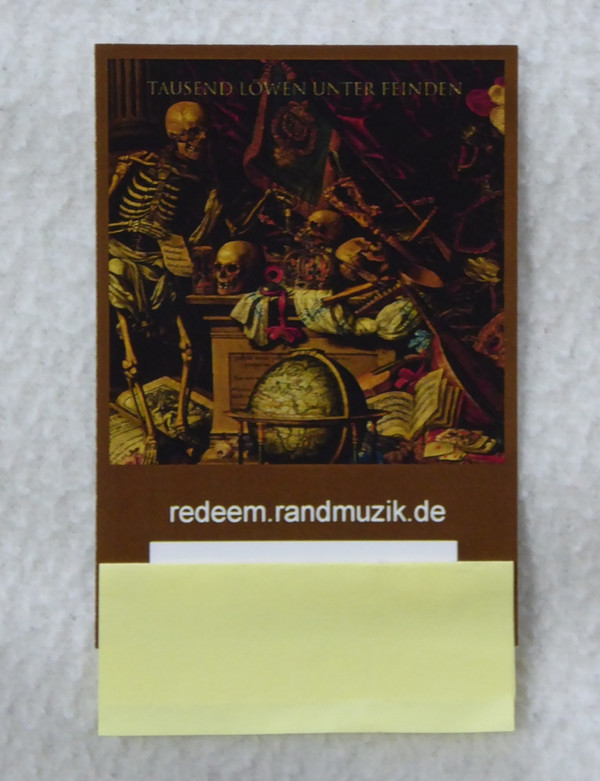 TAUSEND LÖWEN UNTER FEINDEN
redeem.randmuzik.de